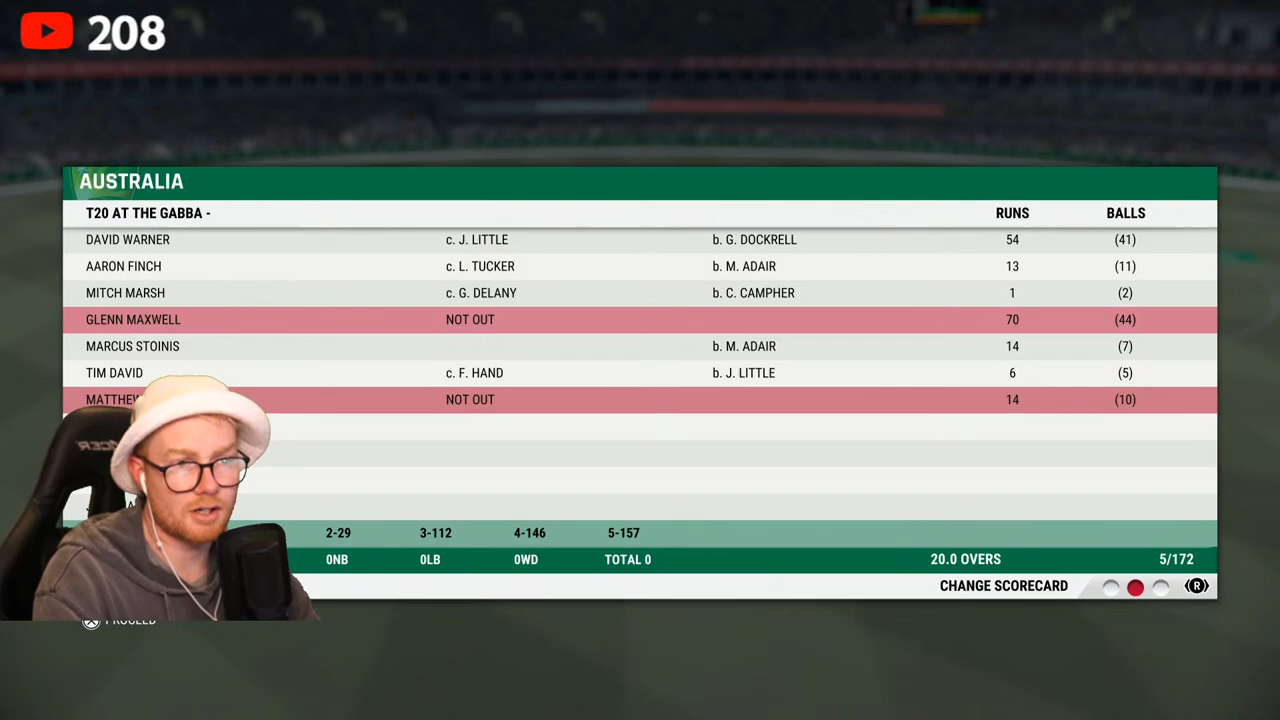 208
AUSTRALIA
T20 AT THE GABBA - RUNS BALLS
DAVID WARNER c. J. LITTLE b. G. DOCKRELL 54 (41)
AARON FINCH c. L. TUCKER b. M. ADAIR 13 (11)
MITCH MARSH c. G. DELANY b. C. CAMPHER 1 (2)
GLENN MAXWELL NOT OUT 70 (44)
MARCUS STOINIS b. M. ADAIR 14 (7)
TIM DAVID c. F. HAND b. J. LITTLE 6 (5)
NOT OUT 14 (10)
2-29 3-112 4-146 5-157
0NB 0LB 0WD TOTAL 0 20.0 OVERS 5/172
CHANGE SCORECARD (R)
PROCEED